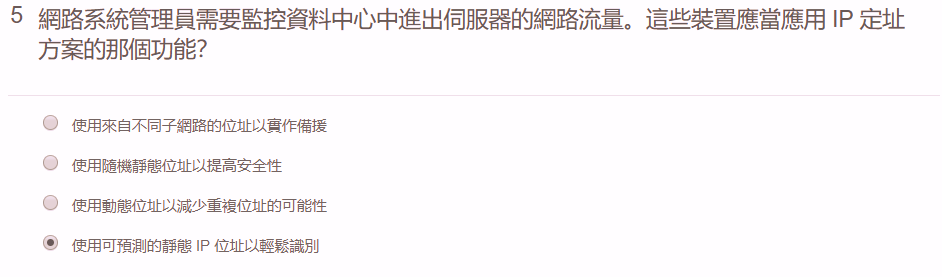 5 網路系統管理員需要監控資料中心中進出伺服器的網路流量。這些裝置應當應用 IP 定址
方案的那個功能?
使用來自不同子網路的位址以實作備援
使用隨機靜態位址以提高安全性
使用動態位址以減少重複位址的可能性
使用可預測的靜態 IP 位址以輕鬆識別